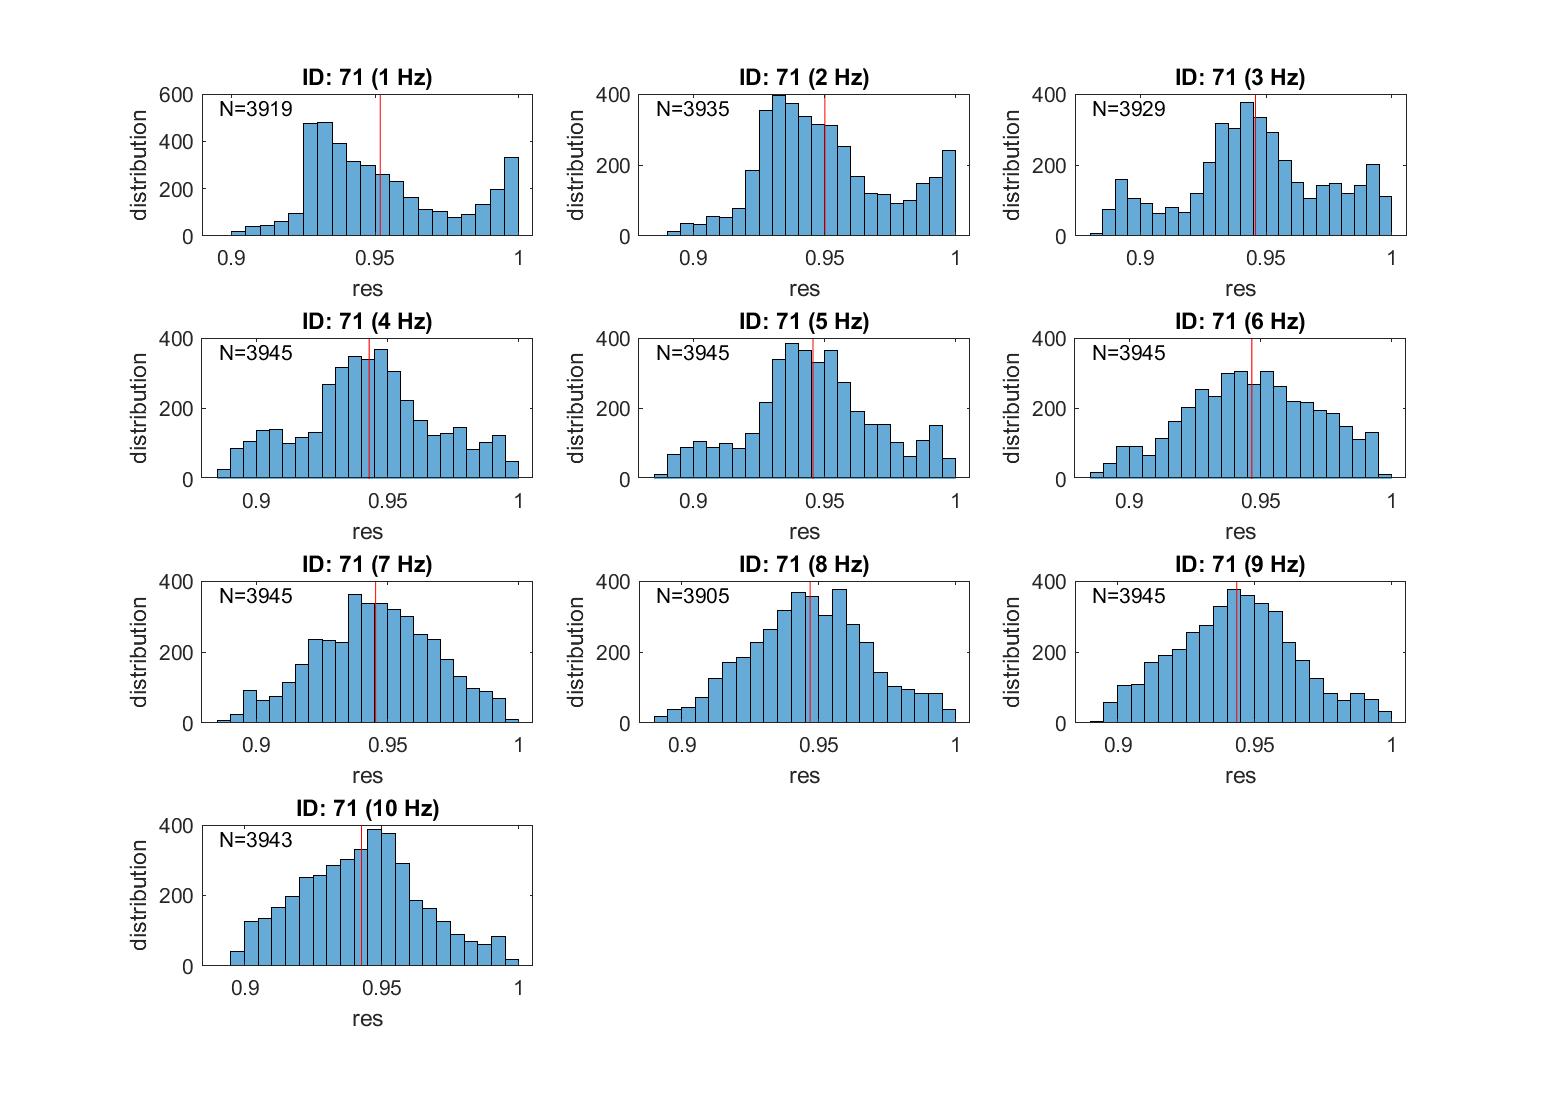 ID: 71 (1 Hz)
N=3919
distribution
600
400
200
0
0.9 0.95 1
res
ID: 71 (2 Hz)
N=3935
distribution
400
200
0
0.9 0.95 1
res
ID: 71 (3 Hz)
N=3929
distribution
400
200
0
0.9 0.95 1
res
ID: 71 (4 Hz)
N=3945
distribution
400
200
0
0.9 0.95 1
res
ID: 71 (5 Hz)
N=3945
distribution
400
200
0
0.9 0.95 1
res
ID: 71 (6 Hz)
N=3945
distribution
400
200
0
0.9 0.95 1
res
ID: 71 (7 Hz)
N=3945
distribution
400
200
0
0.9 0.95 1
res
ID: 71 (8 Hz)
N=3905
distribution
400
200
0
0.9 0.95 1
res
ID: 71 (9 Hz)
N=3945
distribution
400
200
0
0.9 0.95 1
res
ID: 71 (10 Hz)
N=3943
distribution
400
200
0
0.9 0.95 1
res